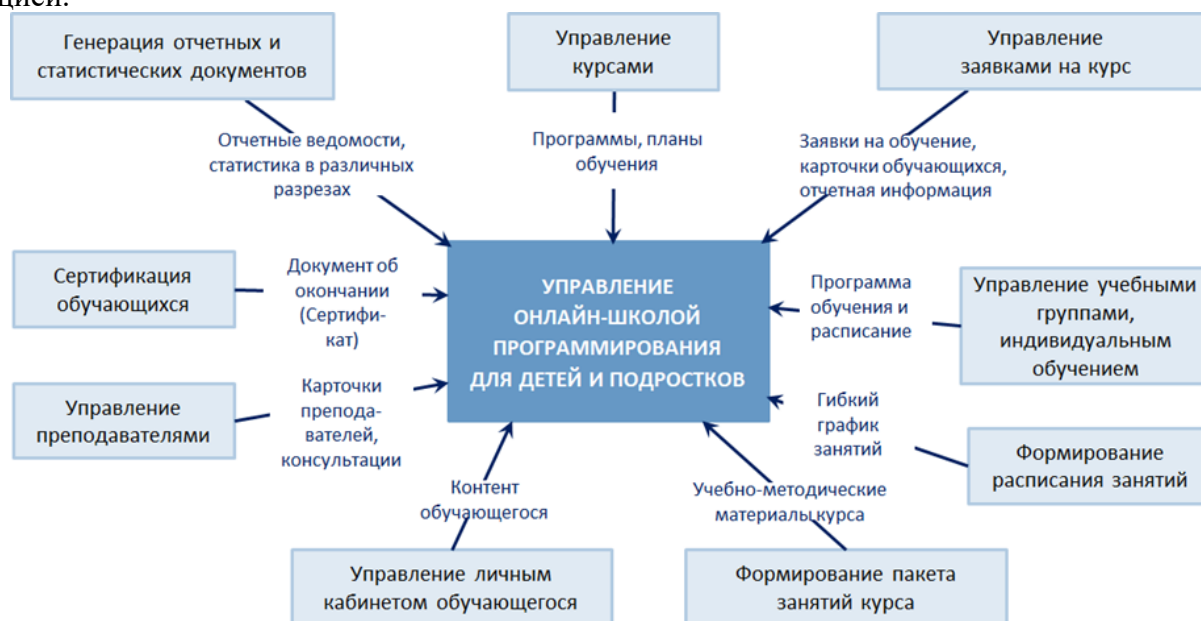 цией.
Генерация отчетных и
статистических документов
Управление
курсами
Управление
заявками на курс
Отчетные ведомости,
статистика в различных
разрезах
Программы, планы
обучения
Заявки на обучение,
карточки обучающихся,
отчетная информация
Сертификация
обучающихся
Документ об
окончании
(Сертифи-
кат)
УПРАВЛЕНИЕ
ОНЛАЙН-ШКОЛОЙ
ПРОГРАММИРОВАНИЯ
ДЛЯ ДЕТЕЙ И ПОДРОСТКОВ
Программа
обучения и
расписание
Управление учебными
группами,
индивидуальным
обучением
Управление
преподавателями
Карточки
препода-
вателей,
консультации
Гибкий
график
занятий
Формирование
расписания занятий
Контент
обучающегося
Учебно-методические
материалы курса
Управление личным
кабинетом обучающегося
Формирование пакета
занятий курса